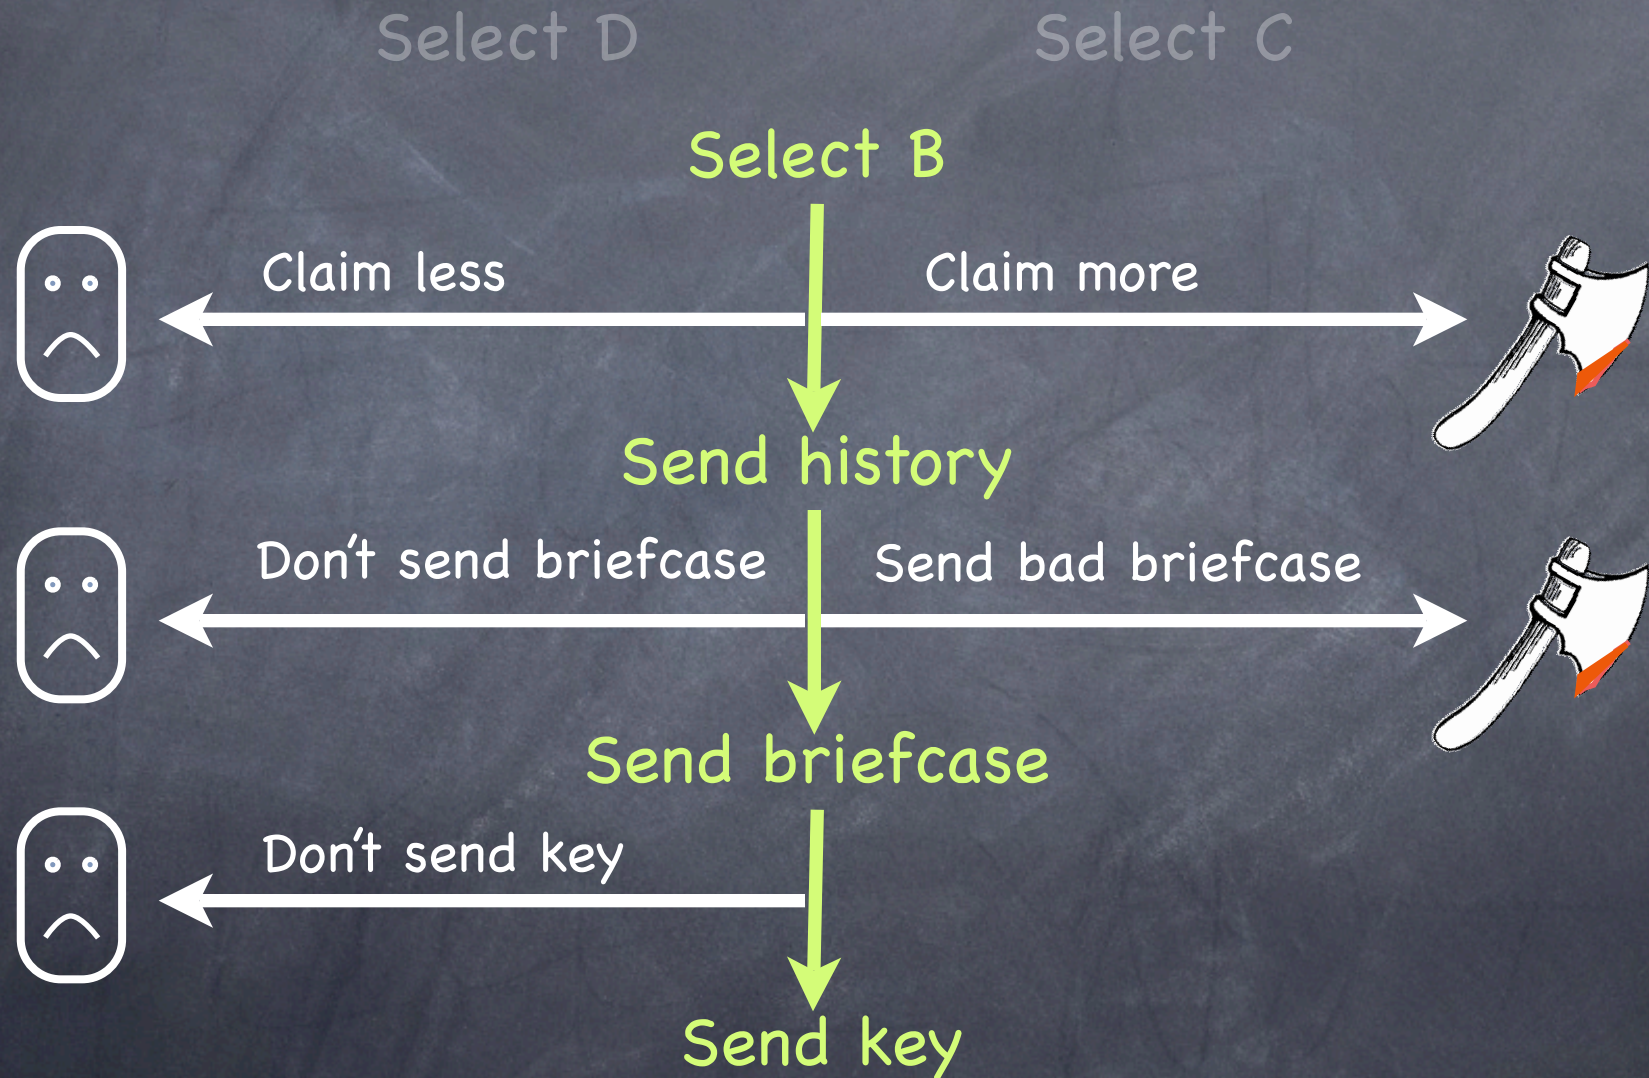 Select D
Select C
Select B
Claim less
Claim more
Send history
Don't send briefcase
Send bad briefcase
Send briefcase
Don't send key
Send key